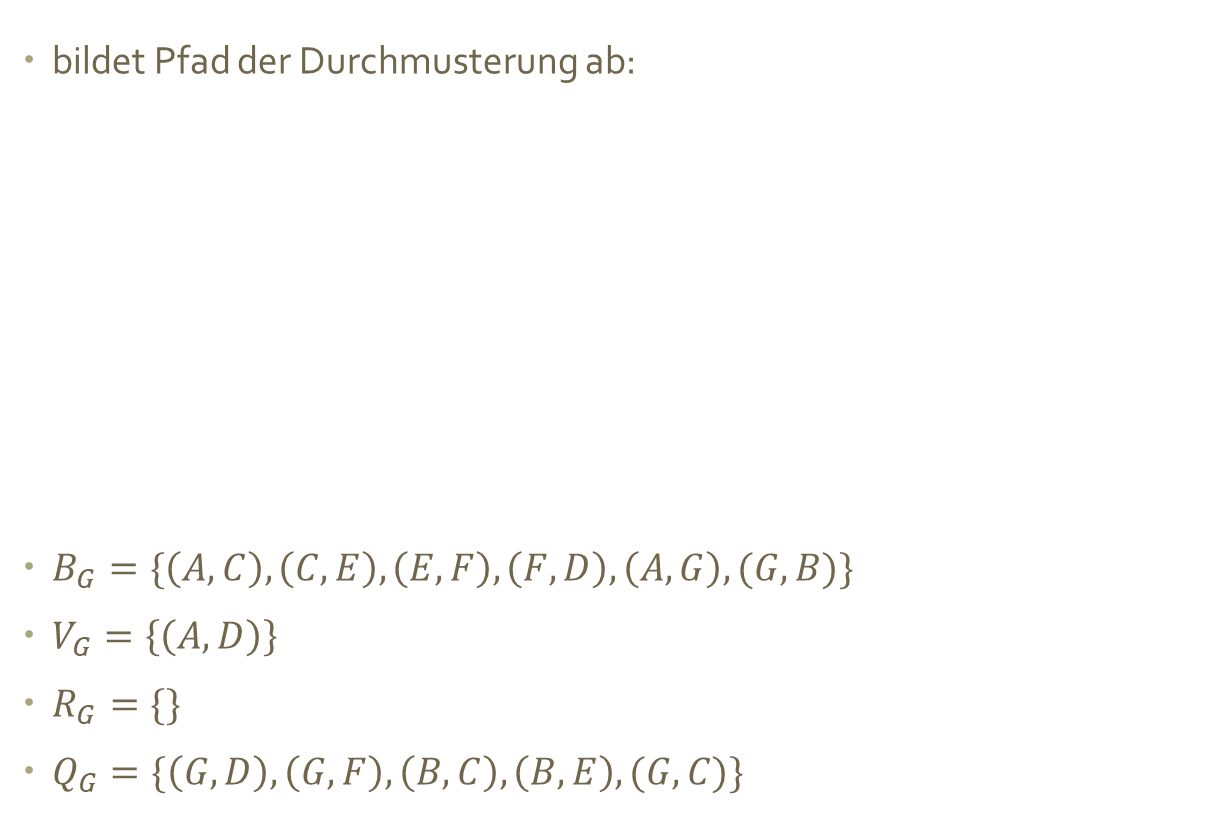 • bildet Pfad der Durchmusterung ab:
• B_G = {(A, C), (C, E), (E, F), (F, D), (A, G), (G, B)}
• V_G = {(A, D)}
• R_G = {}
• Q_G = {(G, D), (G, F), (B, C), (B, E), (G, C)}